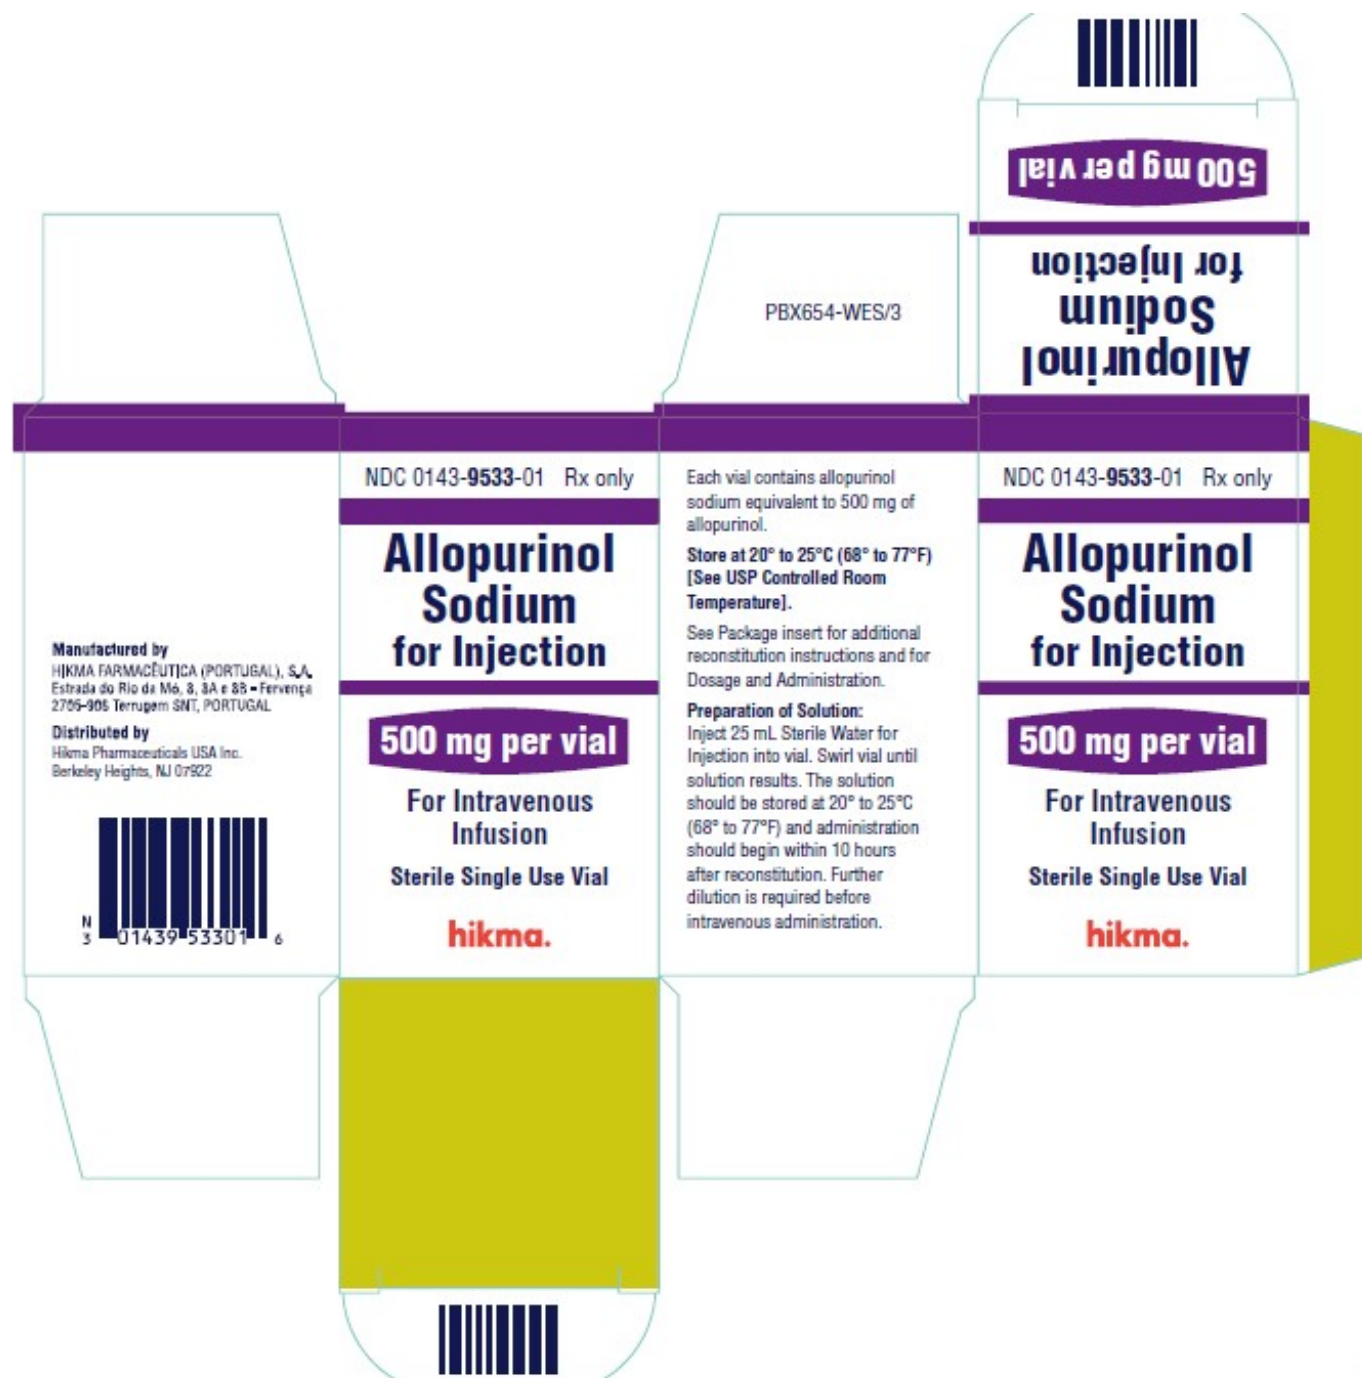 500 mg per vial
Allopurinol
Sodium
for Injection
PBX654-WES/3
Manufactured by
HIKMA FARMACÊUTICA (PORTUGAL), S.A.
Estrada do Rio da Mó, 8, 8A e 8B – Fervença
2705-906 Terrugem SNT, PORTUGAL
Distributed by
Hikma Pharmaceuticals USA Inc.
Berkeley Heights, NJ 07922
N
3 01439 53301 6
NDC 0143-9533-01 Rx only
Allopurinol
Sodium
for Injection
500 mg per vial
For Intravenous
Infusion
Sterile Single Use Vial
hikma.
Each vial contains allopurinol
sodium equivalent to 500 mg of
allopurinol.
Store at 20° to 25°C (68° to 77°F)
[See USP Controlled Room
Temperature].
See Package insert for additional
reconstitution instructions and for
Dosage and Administration.
Preparation of Solution:
Inject 25 mL Sterile Water for
Injection into vial. Swirl vial until
solution results. The solution
should be stored at 20° to 25°C
(68° to 77°F) and administration
should begin within 10 hours
after reconstitution. Further
dilution is required before
intravenous administration.
NDC 0143-9533-01 Rx only
Allopurinol
Sodium
for Injection
500 mg per vial
For Intravenous
Infusion
Sterile Single Use Vial
hikma.